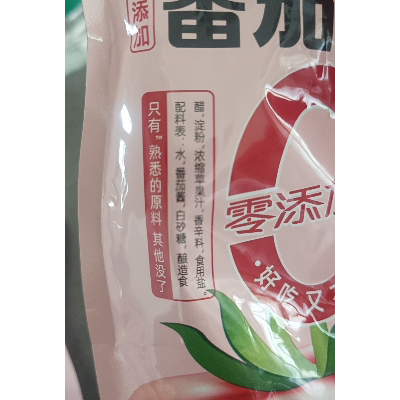 添加
番茄
只有™熟悉的原料 其他没了
配料表：水，番茄酱，白砂糖，酿造食
醋，淀粉，浓缩苹果汁，香辛料，食用盐。
零添
好吃又